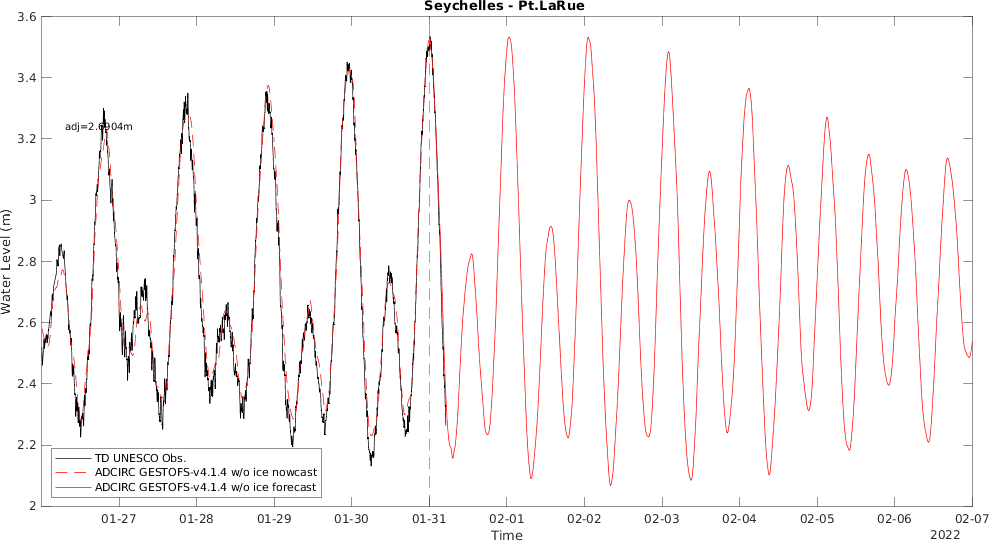 Seychelles - Pt.LaRue
3.6
3.4
3.2
3
2.8
2.6
2.4
2.2
2
Water Level (m)
adj=2.6904m
TD UNESCO Obs.
ADCIRC GESTOFS-v4.1.4 w/o ice nowcast
ADCIRC GESTOFS-v4.1.4 w/o ice forecast
01-27 01-28 01-29 01-30 01-31 02-01 02-02 02-03 02-04 02-05 02-06 02-07
Time
2022